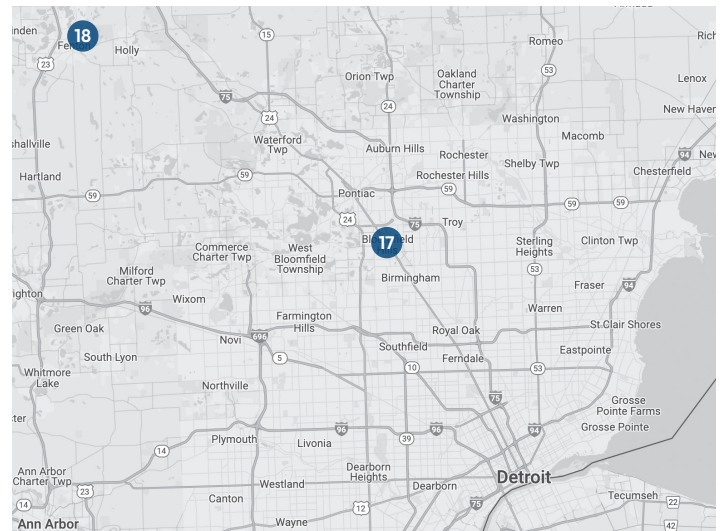 inden
18
Fenton
Holly
23
15
Romeo
Rich
Orion Twp
Oakland
Charter
Township
53
Lenox
75
24
24
Washington
New Haven
Waterford
Twp
Macomb
shallville
Auburn Hills
Rochester
Shelby Twp
94
New
Hartland
Rochester Hills
Chesterfield
59
59
Pontiac
59
59
59
24
75
Troy
17
Bloomfield
Commerce
Charter Twp
West
Bloomfield
Township
Sterling
Heights
Clinton Twp
Milford
Charter Twp
Birmingham
53
Fraser
94
righton
Wixom
96
Farmington
Hills
Warren
Green Oak
Novi
696
Royal Oak
St Clair Shores
South Lyon
5
Southfield
Ferndale
Eastpointe
Whitmore
Lake
10
53
Northville
75
Grosse
Pointe Farms
ster
Plymouth
Livonia
96
39
96
94
Grosse Pointe
14
Ann Arbor
Charter Twp
Dearborn
Heights
Detroit
23
Westland
Dearborn
14
Canton
12
75
Tecumseh
22
Ann Arbor
Wayne
42